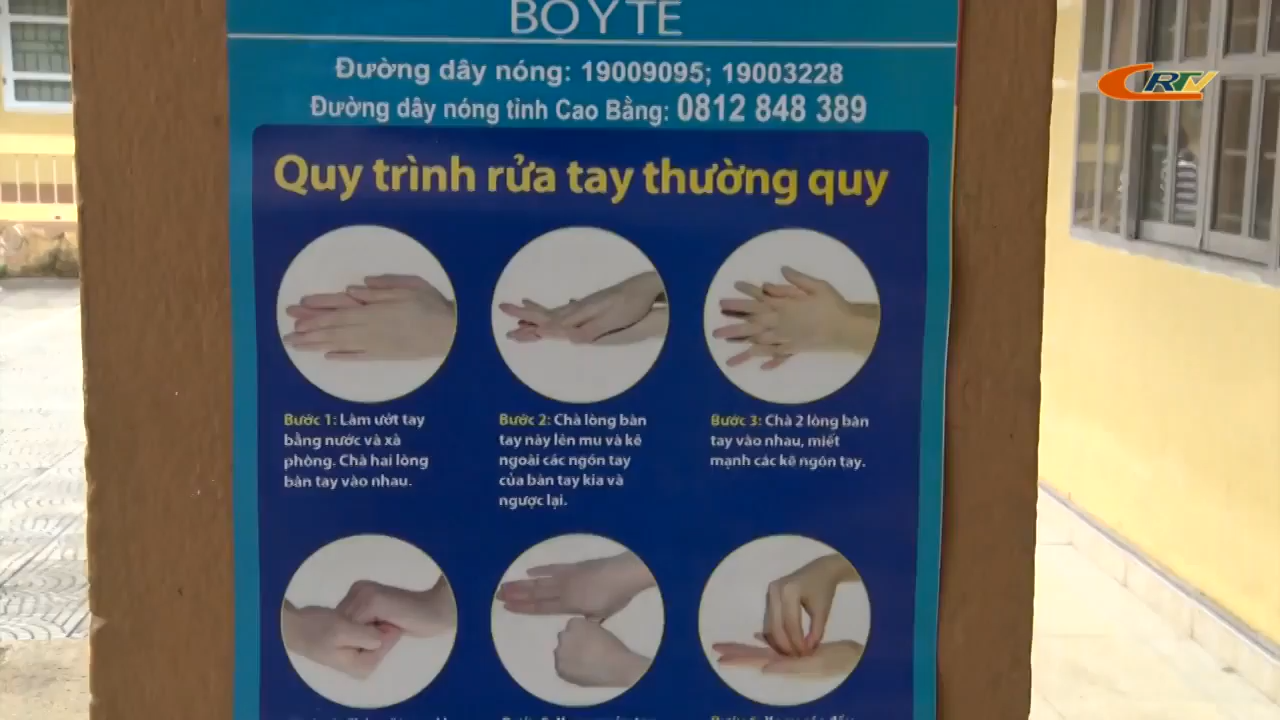 BỘ Y TẾ
Đường dây nóng: 19009095; 19003228
Đường dây nóng tỉnh Cao Bằng: 0812 848 389
CRTV
Quy trình rửa tay thường quy
Bước 1: Làm ướt tay
bằng nước và xà
phòng. Chà hai lòng
bàn tay vào nhau.
Bước 2: Chà lòng bàn
tay này lên mu và kẽ
ngoài các ngón tay
của bàn tay kia và
ngược lại.
Bước 3: Chà 2 lòng bàn
tay vào nhau, miết
mạnh các kẽ ngón tay.